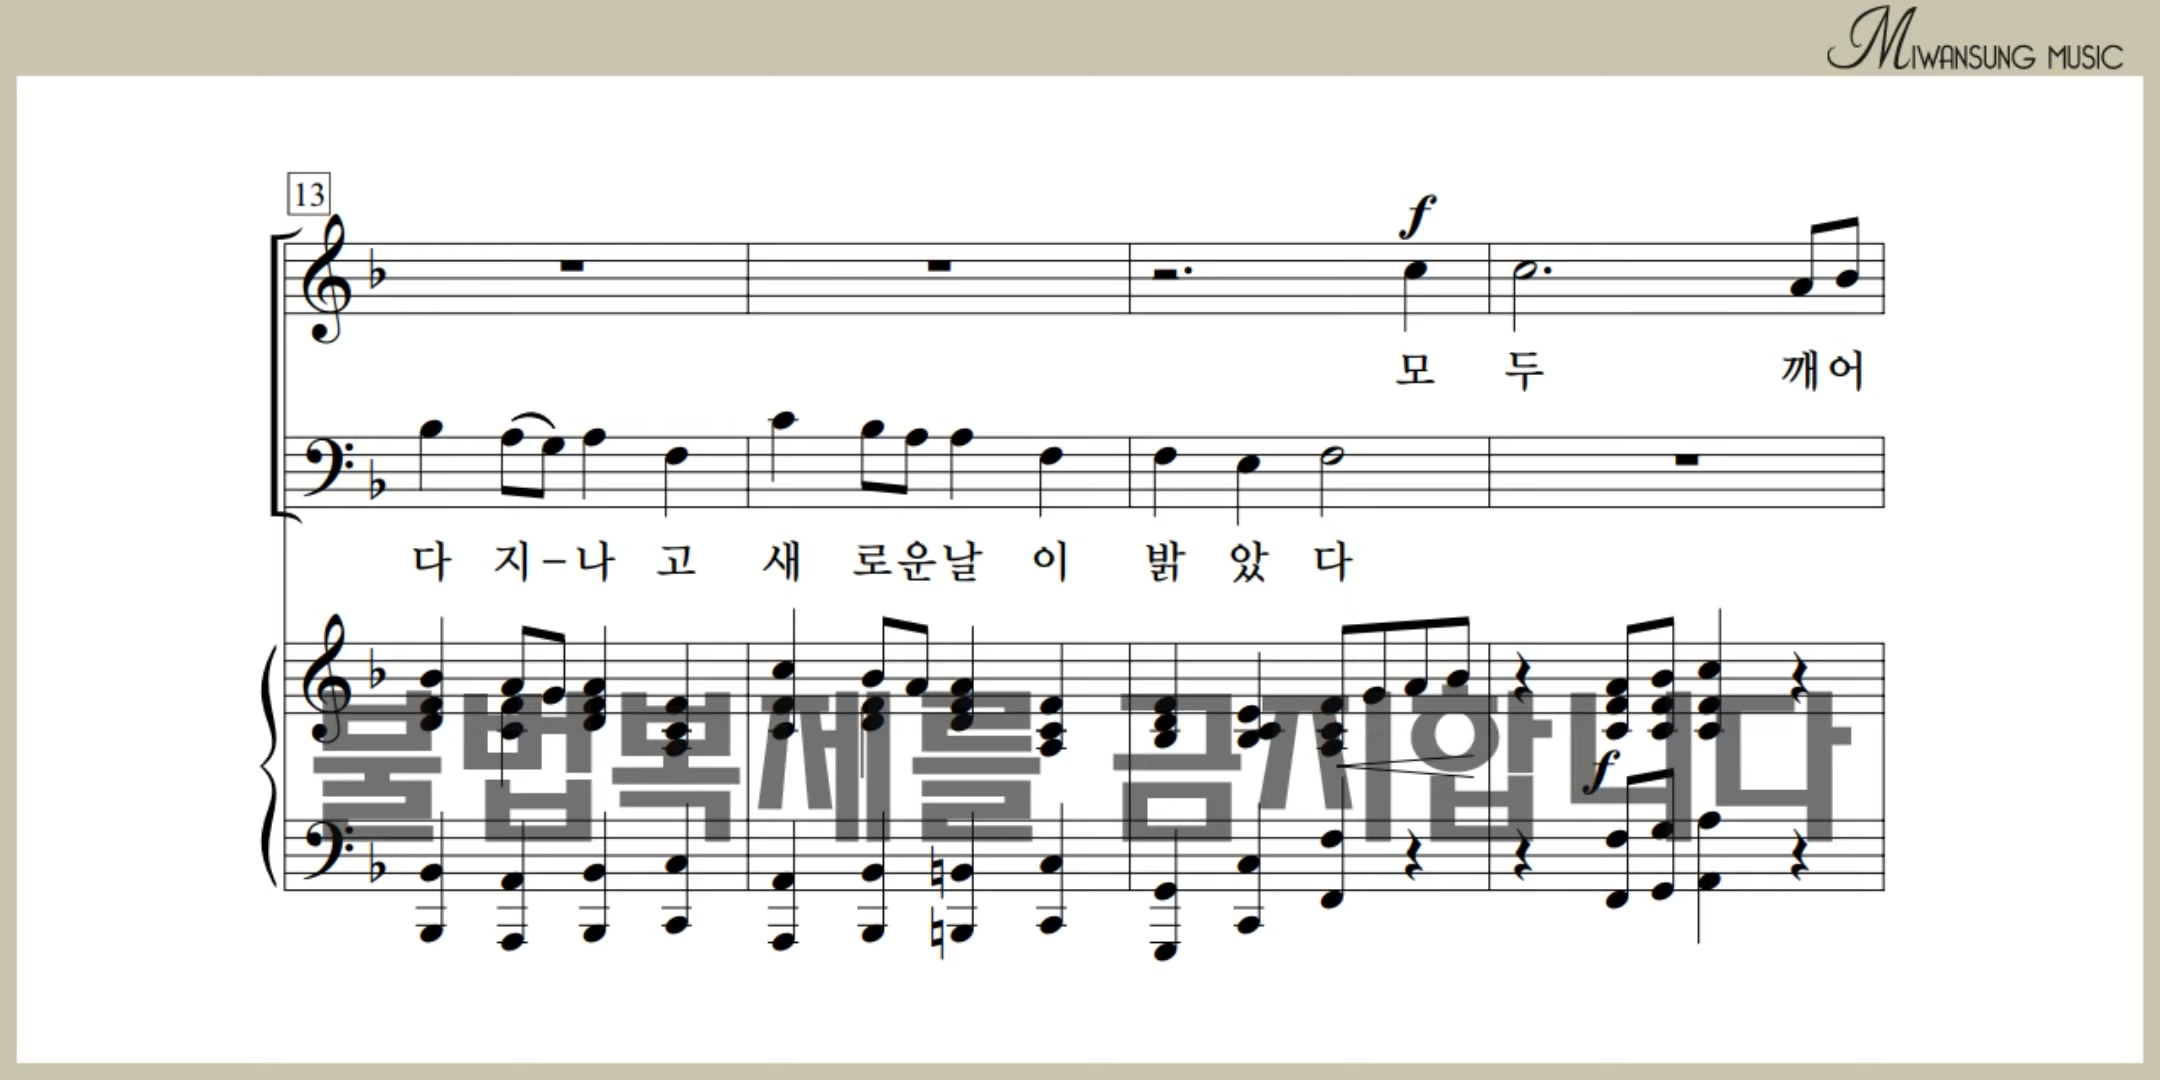 MIWANSUNG MUSIC
13
f
모 두 깨 어
다 지-나 고 새 로운날 이 밝 았 다
불법복제를 금지합니다
f